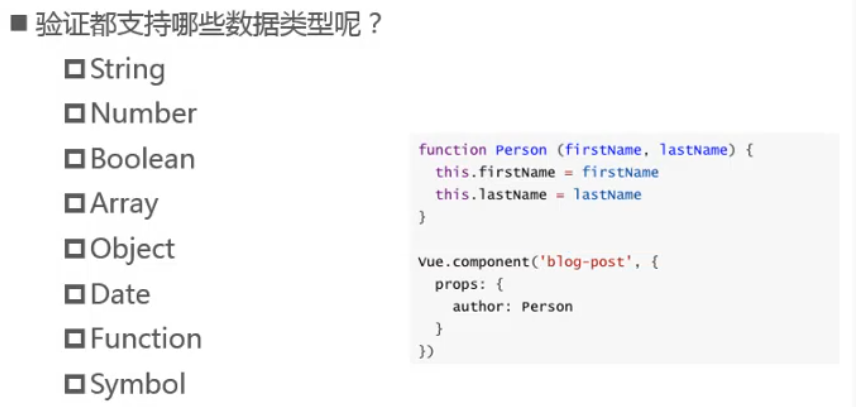 验证都支持哪些数据类型呢？
String
Number
Boolean
Array
Object
Date
Function
Symbol
function Person (firstName, lastName) {
  this.firstName = firstName
  this.lastName = lastName
}

Vue.component('blog-post', {
  props: {
    author: Person
  }
})